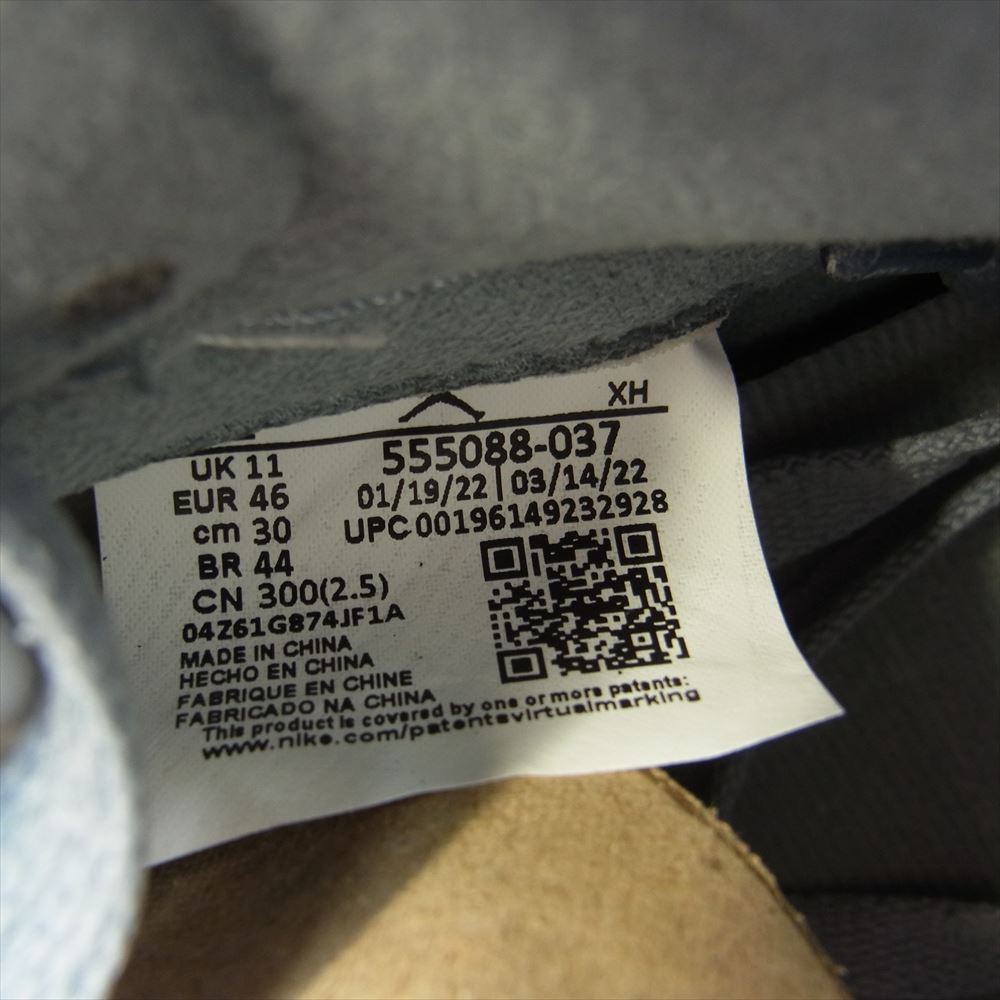 XH
UK 11
555088-037
EUR 46
01/19/22 | 03/14/22
cm 30
UPC 00196149232928
BR 44
CN 300(2.5)
04Z61G874JF1A
MADE IN CHINA
HECHO EN CHINA
FABRIQUE EN CHINE
FABRICADO NA CHINA
This product is covered by one or more patents:
www.nike.com/patentsvirtualmarking